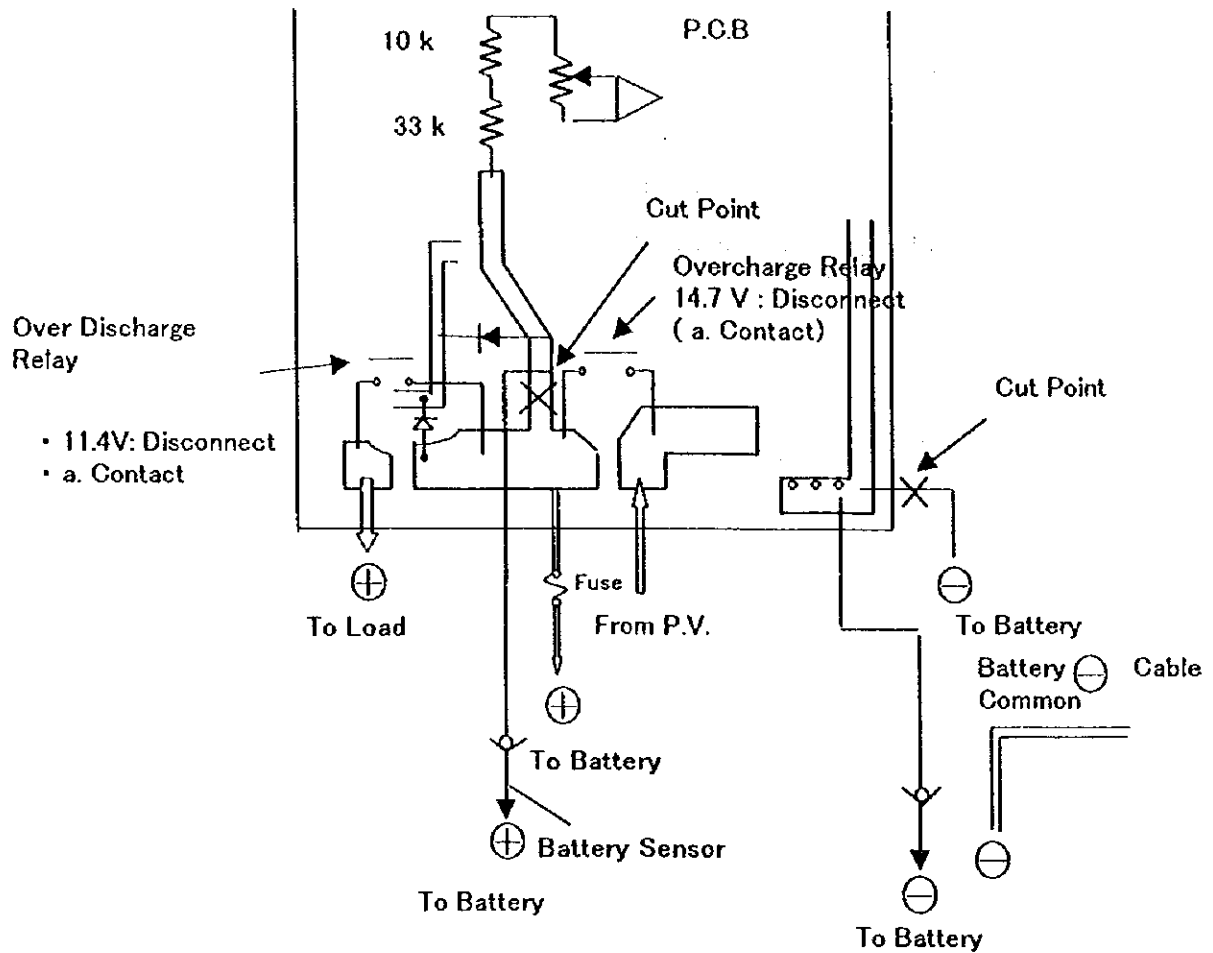 P.C.B
10 k
33 k
Cut Point
Overcharge Relay
14.7 V : Disconnect
( a. Contact)
Over Discharge
Relay
・ 11.4V: Disconnect
・ a. Contact
Cut Point
Fuse
To Load
From P.V.
To Battery
Battery ⊖ Cable
Common
To Battery
Battery Sensor
To Battery
To Battery